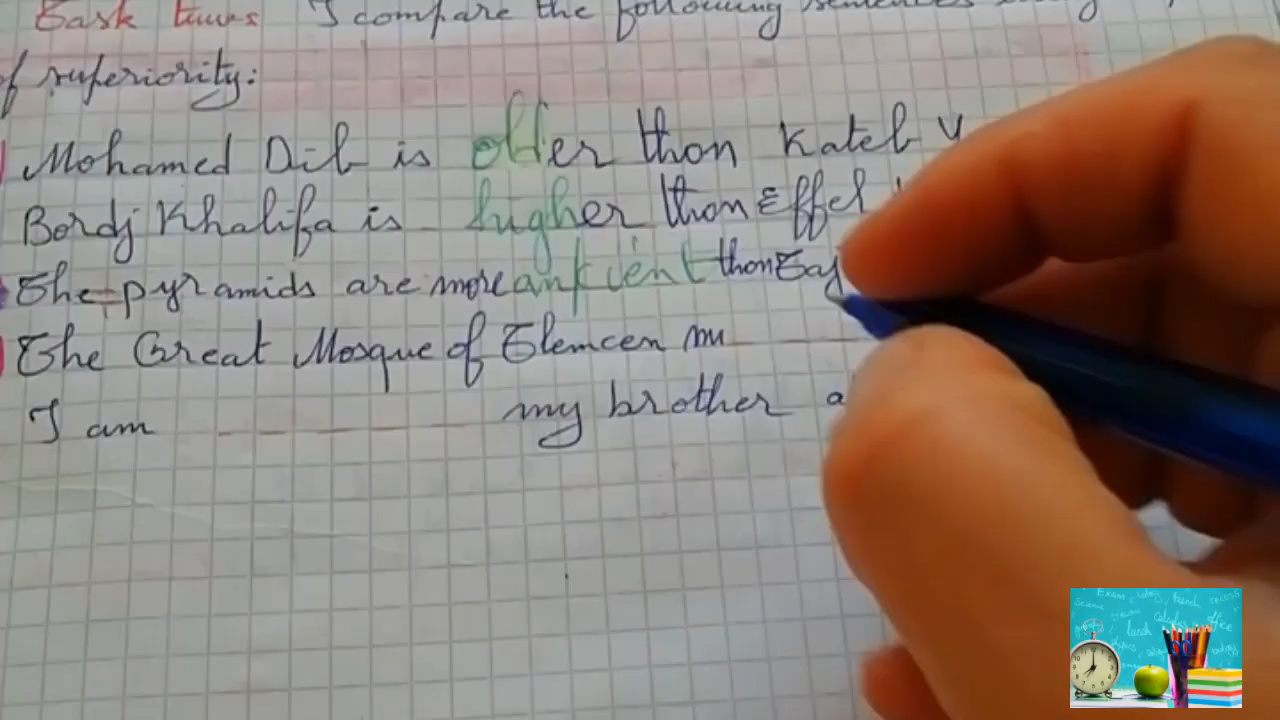 Task two: I compare the following sentences
of superiority:
Mohamed Dib is older than Kateb Y
Bordj Khalifa is higher than Effel
The pyramids are more ancient than Taj
The Great Mosque of Tlemcen
I am my brother a